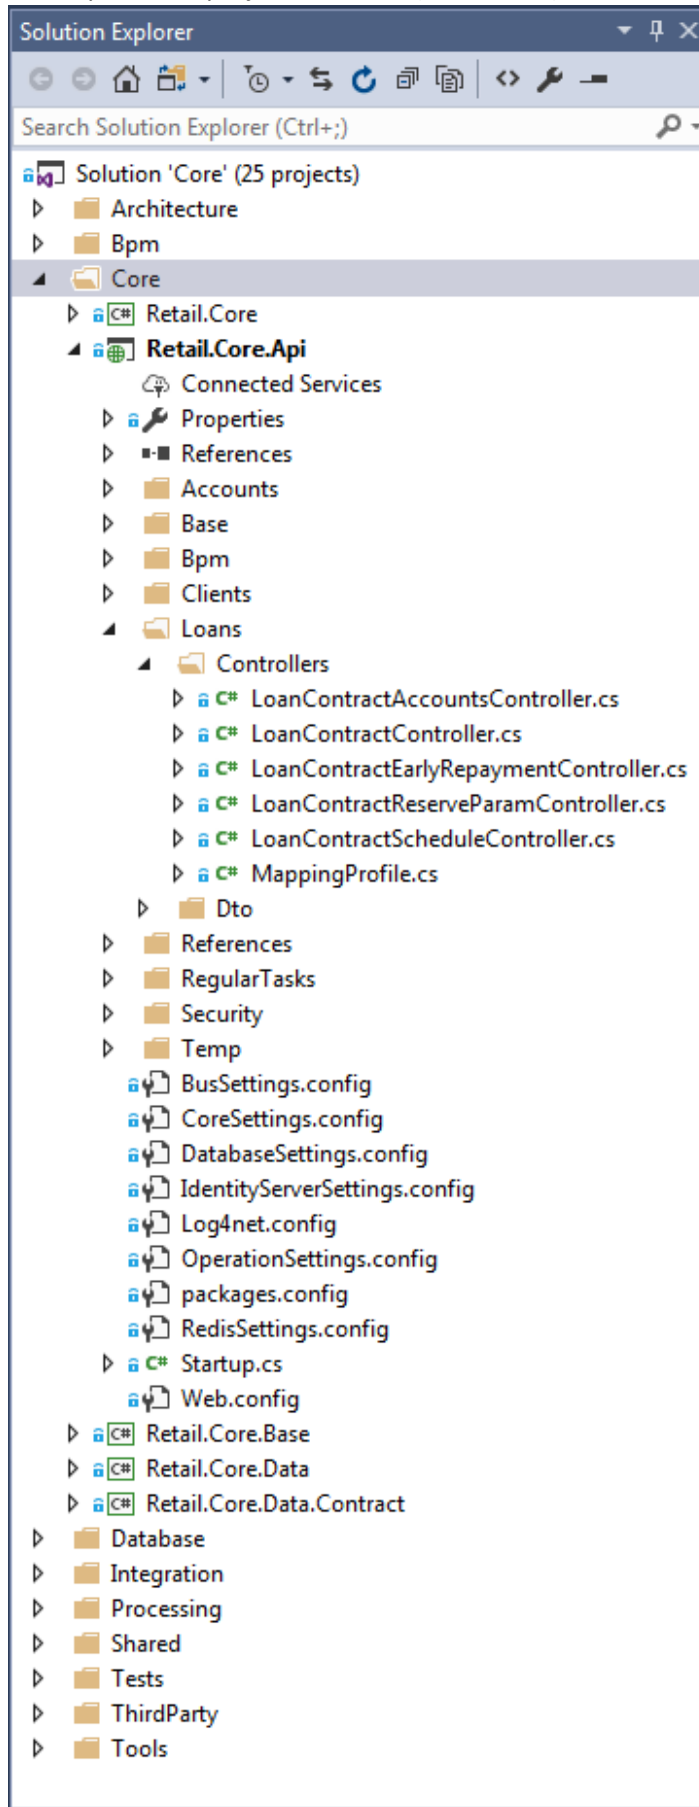 Solution Explorer
Search Solution Explorer (Ctrl+;)
Solution 'Core' (25 projects)
Architecture
Bpm
Core
C# Retail.Core
Retail.Core.Api
Connected Services
Properties
References
Accounts
Base
Bpm
Clients
Loans
Controllers
C# LoanContractAccountsController.cs
C# LoanContractController.cs
C# LoanContractEarlyRepaymentController.cs
C# LoanContractReserveParamController.cs
C# LoanContractScheduleController.cs
C# MappingProfile.cs
Dto
References
RegularTasks
Security
Temp
BusSettings.config
CoreSettings.config
DatabaseSettings.config
IdentityServerSettings.config
Log4net.config
OperationSettings.config
packages.config
RedisSettings.config
C# Startup.cs
Web.config
C# Retail.Core.Base
C# Retail.Core.Data
C# Retail.Core.Data.Contract
Database
Integration
Processing
Shared
Tests
ThirdParty
Tools